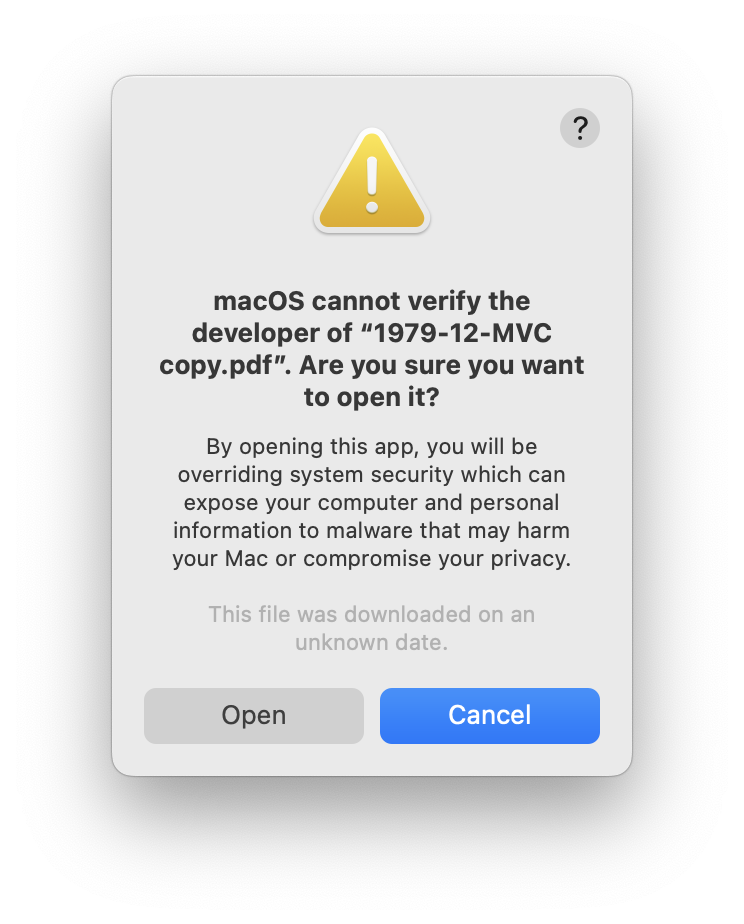 ?
macOS cannot verify the
developer of “1979-12-MVC
copy.pdf”. Are you sure you want
to open it?
By opening this app, you will be
overriding system security which can
expose your computer and personal
information to malware that may harm
your Mac or compromise your privacy.
This file was downloaded on an
unknown date.
Open
Cancel